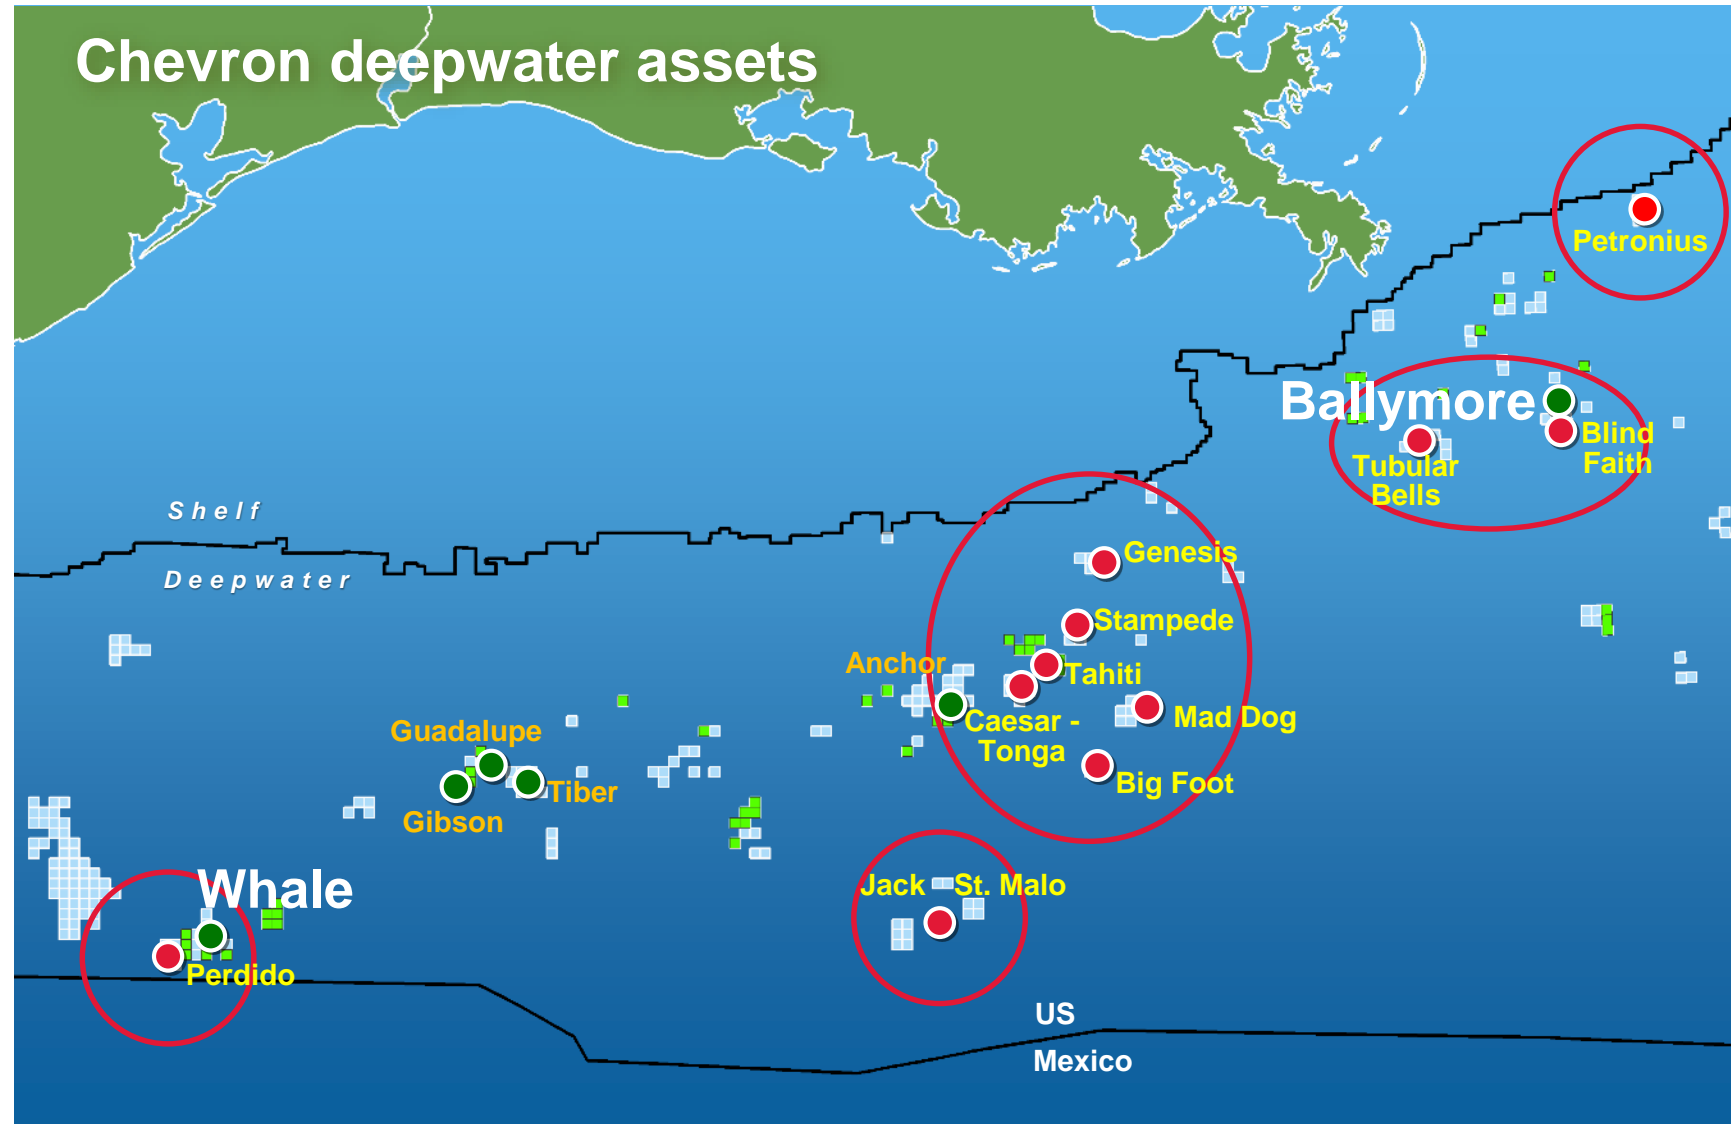 Chevron deepwater assets
Petronius
Ballymore
Blind
Faith
Tubular
Bells
Shelf
Deepwater
Genesis
Stampede
Anchor
Tahiti
Caesar -
Tonga
Mad Dog
Big Foot
Guadalupe
Tiber
Gibson
Whale
Perdido
Jack
St. Malo
US
Mexico